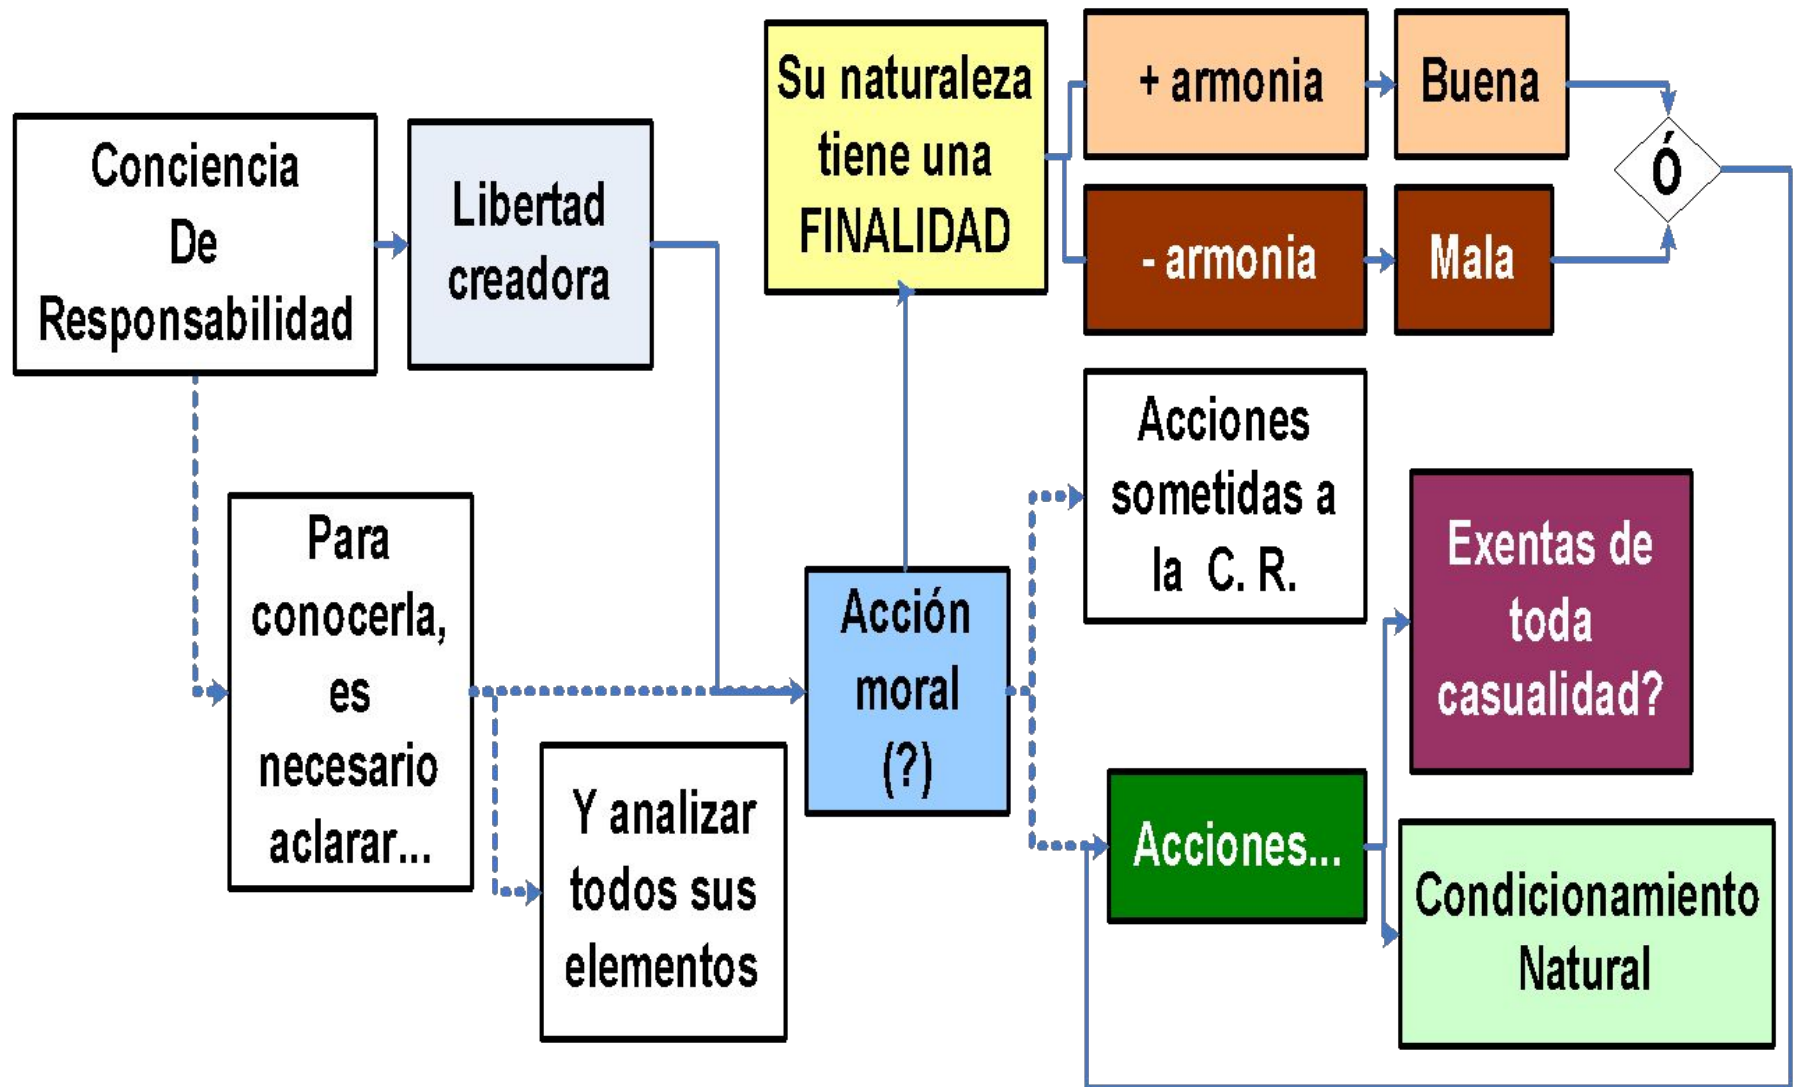 Conciencia
De
Responsabilidad
Libertad
creadora
Su naturaleza
tiene una
FINALIDAD
+ armonia
Buena
Ó
- armonia
Mala
Para
conocerla,
es
necesario
aclarar...
Y analizar
todos sus
elementos
Acción
moral
(?)
Acciones
sometidas a
la C. R.
Acciones...
Exentas de
toda
casualidad?
Condicionamiento
Natural